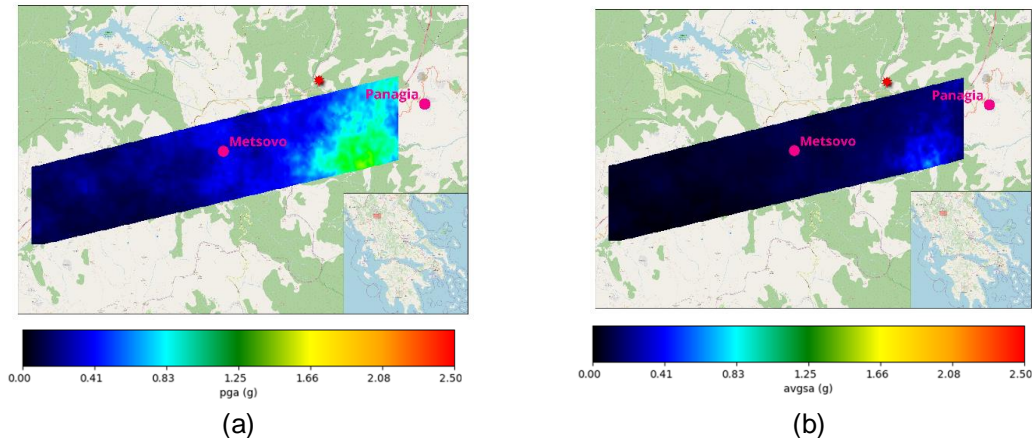 Panagia
Metsovo
0.00 0.41 0.83 1.25 1.66 2.08 2.50
pga (g)
(a)
Panagia
Metsovo
0.00 0.41 0.83 1.25 1.66 2.08 2.50
avgsa (g)
(b)